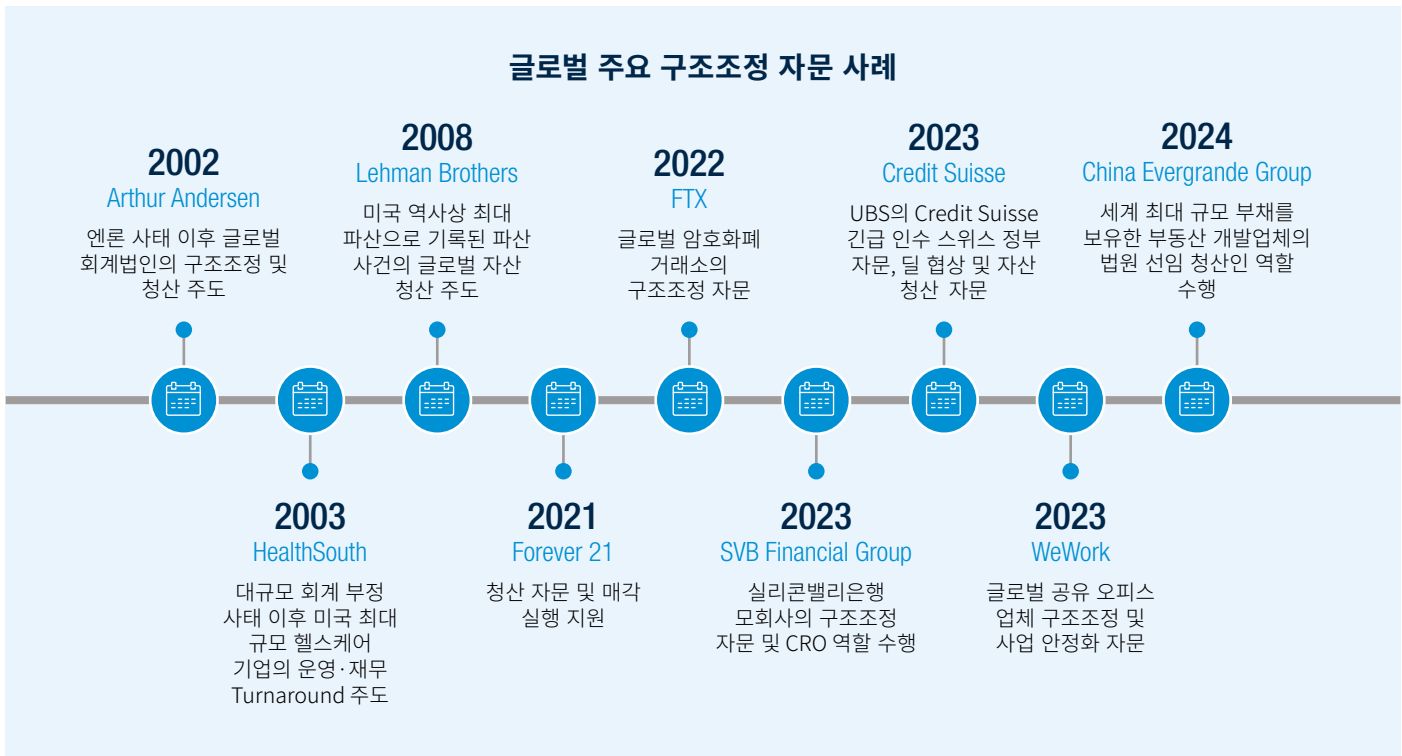 글로벌 주요 구조조정 자문 사례
2002
Arthur Andersen
엔론 사태 이후 글로벌
회계법인의 구조조정 및
청산 주도
2003
HealthSouth
대규모 회계 부정
사태 이후 미국 최대
규모 헬스케어
기업의 운영·재무
Turnaround 주도
2008
Lehman Brothers
미국 역사상 최대
파산으로 기록된 파산
사건의 글로벌 자산
청산 주도
2021
Forever 21
청산 자문 및 매각
실행 지원
2022
FTX
글로벌 암호화폐
거래소의
구조조정 자문
2023
SVB Financial Group
실리콘밸리은행
모회사의 구조조정
자문 및 CRO 역할 수행
2023
Credit Suisse
UBS의 Credit Suisse
긴급 인수 스위스 정부
자문, 딜 협상 및 자산
청산 자문
2023
WeWork
글로벌 공유 오피스
업체 구조조정 및
사업 안정화 자문
2024
China Evergrande Group
세계 최대 규모 부채를
보유한 부동산 개발업체의
법원 선임 청산인 역할
수행